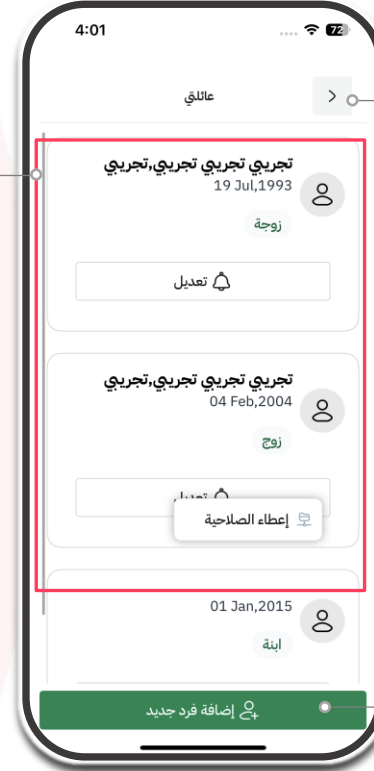 4:01
72
عائلتي
تجريبي تجريبي تجريبي,تجريبي
19 Jul,1993
زوجة
تعديل
تجريبي تجريبي تجريبي,تجريبي
04 Feb,2004
زوج
تعديل
إعطاء الصلاحية
01 Jan,2015
ابنة
إضافة فرد جديد